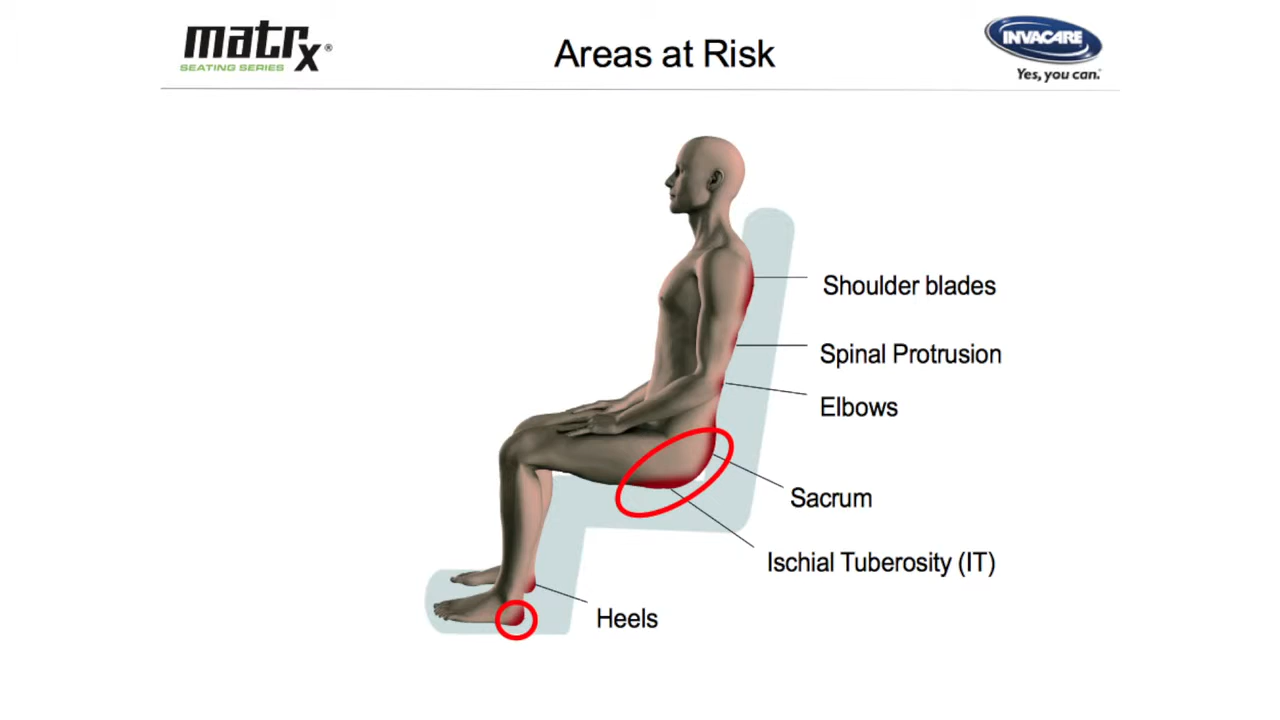 matrx®
SEATING SERIES
Areas at Risk
INVACARE
Yes, you can.®
Shoulder blades
Spinal Protrusion
Elbows
Sacrum
Ischial Tuberosity (IT)
Heels